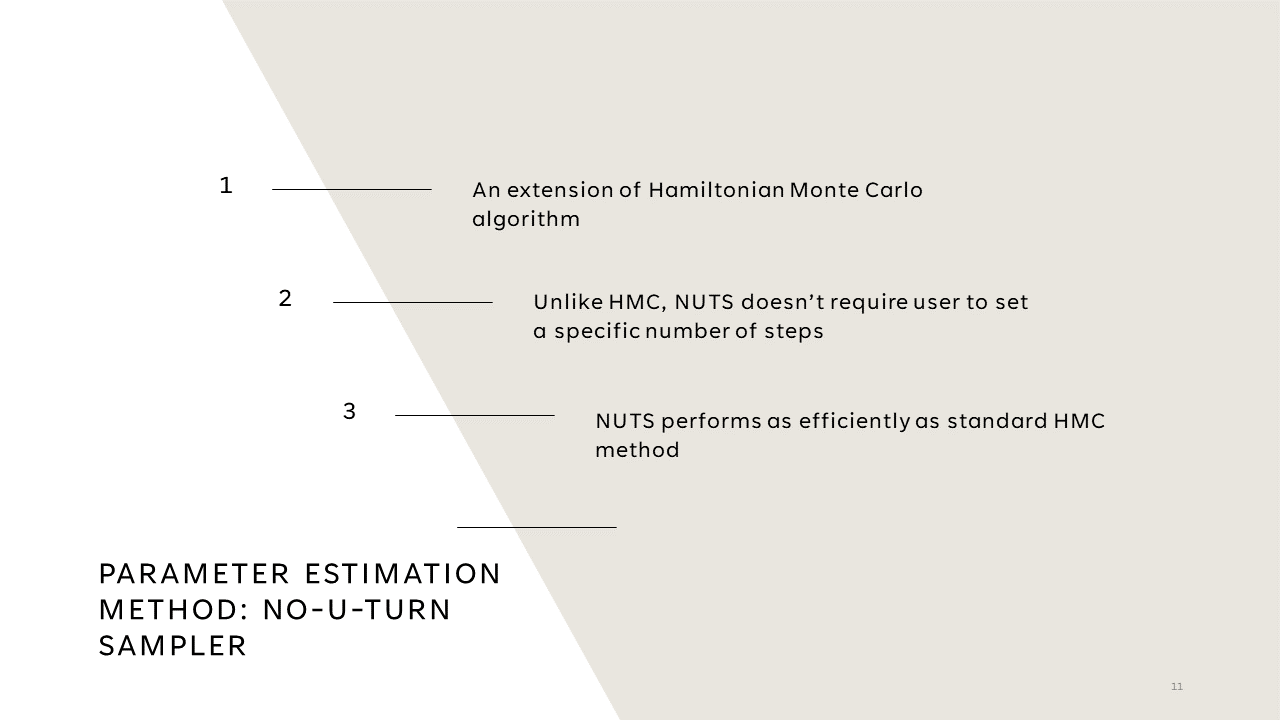 1
An extension of Hamiltonian Monte Carlo
algorithm
2
Unlike HMC, NUTS doesn’t require user to set
a specific number of steps
3
NUTS performs as efficiently as standard HMC
method
PARAMETER ESTIMATION
METHOD: NO-U-TURN
SAMPLER
11